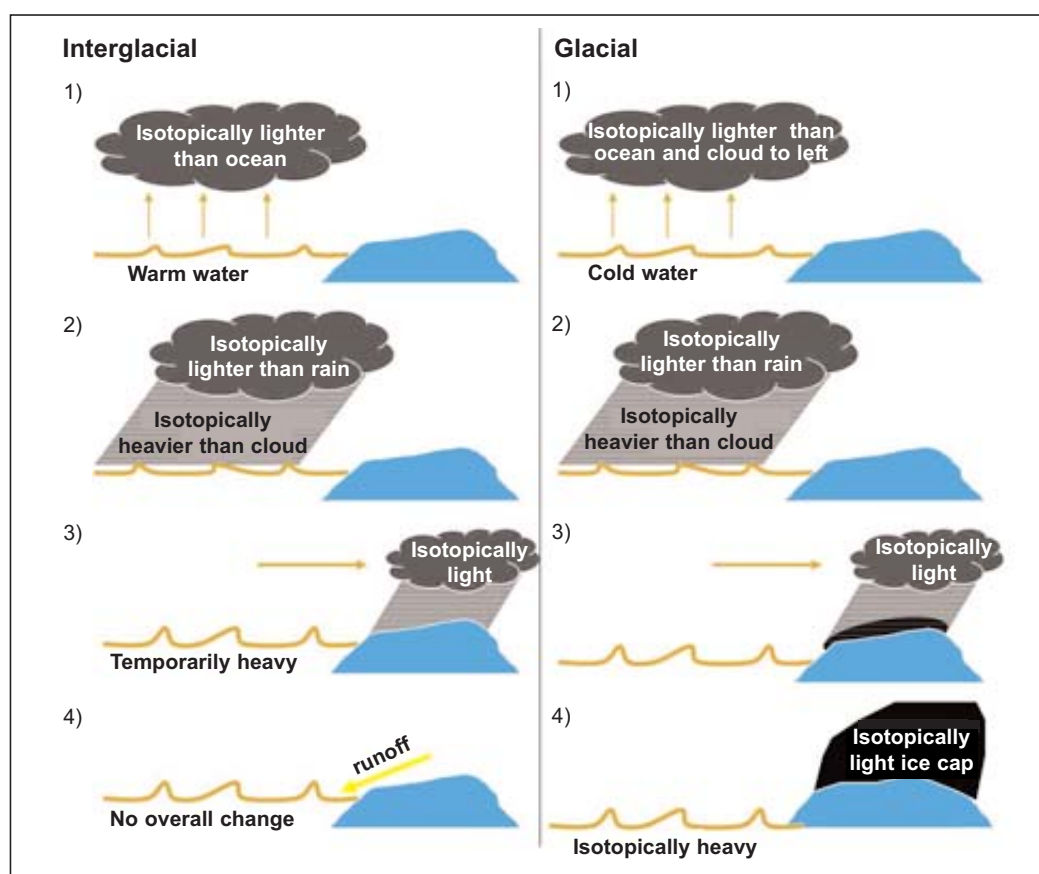 Interglacial
1)
Isotopically lighter
than ocean
Warm water
2)
Isotopically
lighter than rain
Isotopically
heavier than cloud
3)
Isotopically
light
Temporarily heavy
4)
runoff
No overall change
Glacial
1)
Isotopically lighter than
ocean and cloud to left
Cold water
2)
Isotopically
lighter than rain
Isotopically
heavier than cloud
3)
Isotopically
light
4)
Isotopically
light ice cap
Isotopically heavy